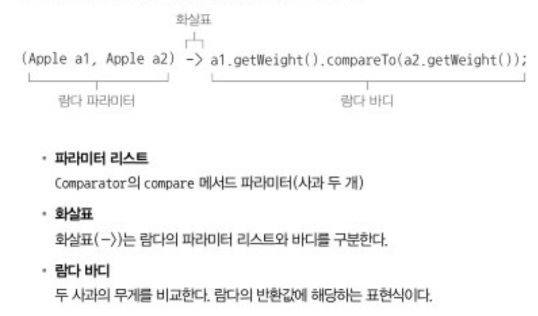 화살표
(Apple a1, Apple a2) -> a1.getWeight().compareTo(a2.getWeight());
람다 파라미터 람다 바디
• 파라미터 리스트
Comparator의 compare 메서드 파라미터(사과 두 개)
• 화살표
화살표(->)는 람다의 파라미터 리스트와 바디를 구분한다.
• 람다 바디
두 사과의 무게를 비교한다. 람다의 반환값에 해당하는 표현식이다.